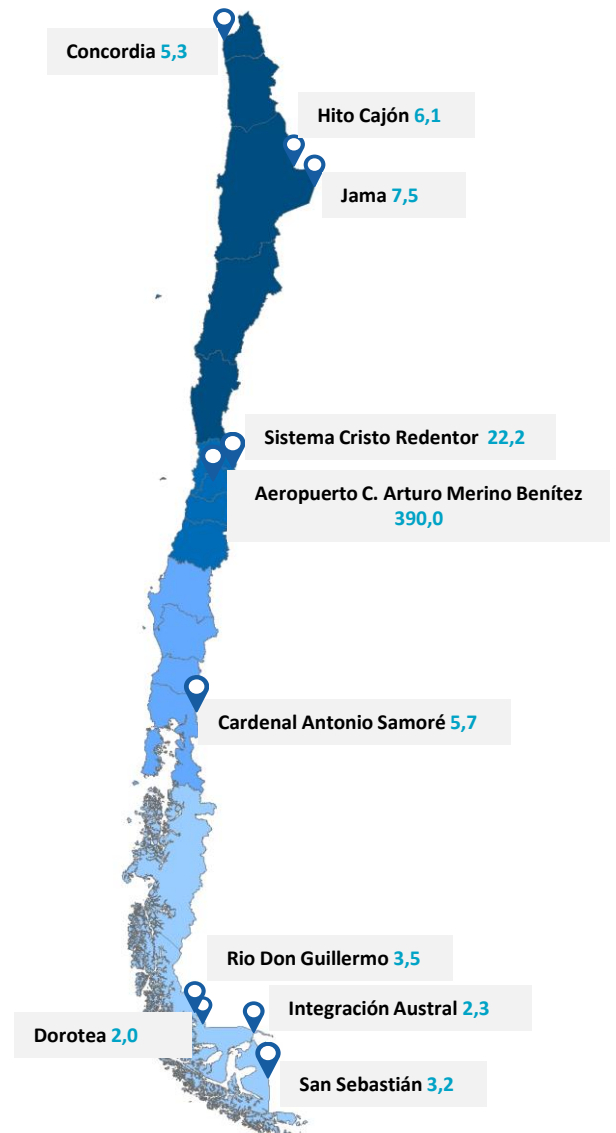 Concordia 5,3
Hito Cajón 6,1
Jama 7,5
Sistema Cristo Redentor 22,2
Aeropuerto C. Arturo Merino Benítez
390,0
Cardenal Antonio Samoré 5,7
Rio Don Guillermo 3,5
Integración Austral 2,3
Dorotea 2,0
San Sebastián 3,2